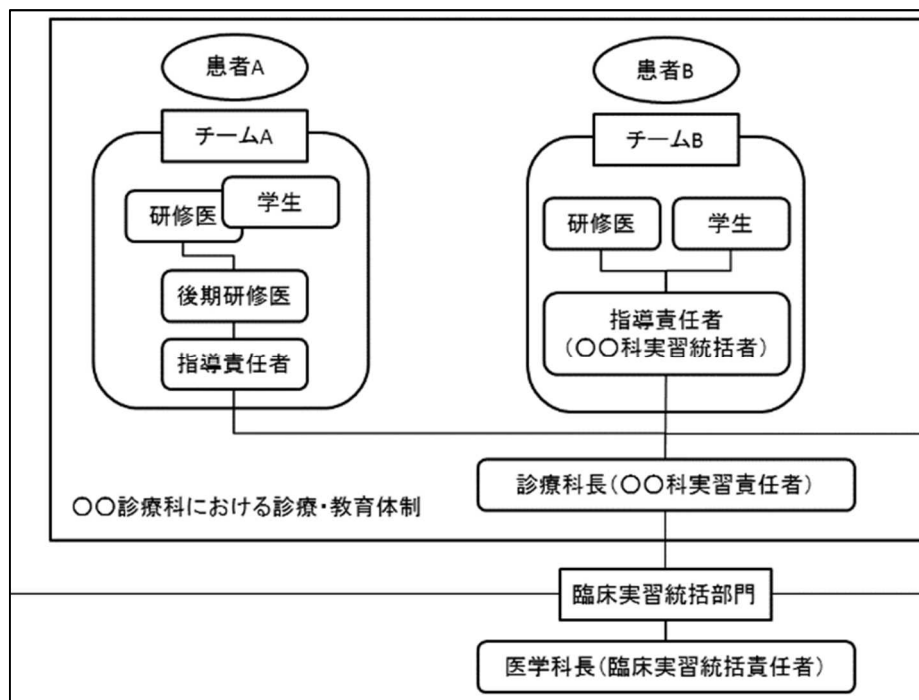 患者A
患者B
チームA
チームB
研修医
学生
研修医
学生
後期研修医
指導責任者
指導責任者
(〇〇科実習統括者)
診療科長(〇〇科実習責任者)
〇〇診療科における診療・教育体制
臨床実習統括部門
医学科長(臨床実習統括責任者)